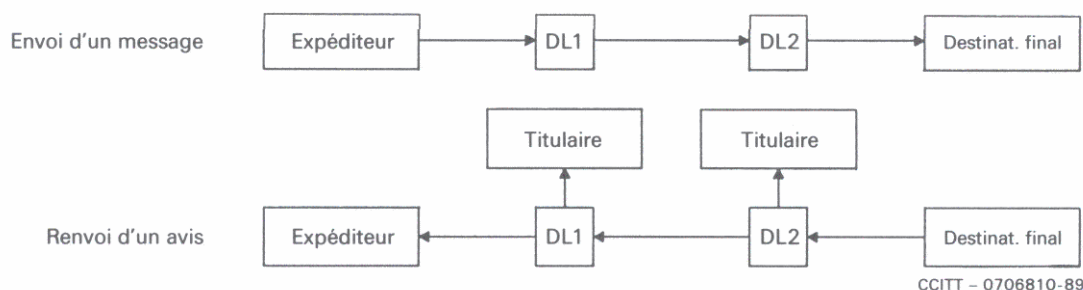 Envoi d'un message
Expéditeur
DL1
DL2
Destinat. final
Titulaire
Titulaire
Renvoi d'un avis
Expéditeur
DL1
DL2
Destinat. final
CCITT – 0706810-89